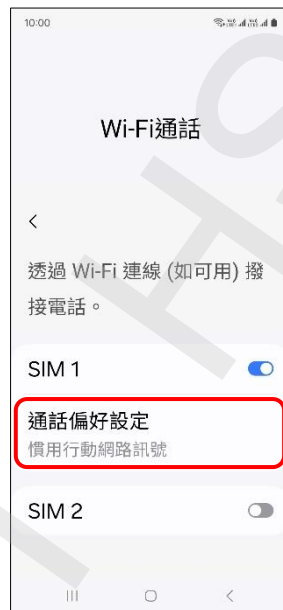 10:00
Wi-Fi通話
透過 Wi-Fi 連線 (如可用) 撥
接電話。
SIM 1
通話偏好設定
慣用行動網路訊號
SIM 2